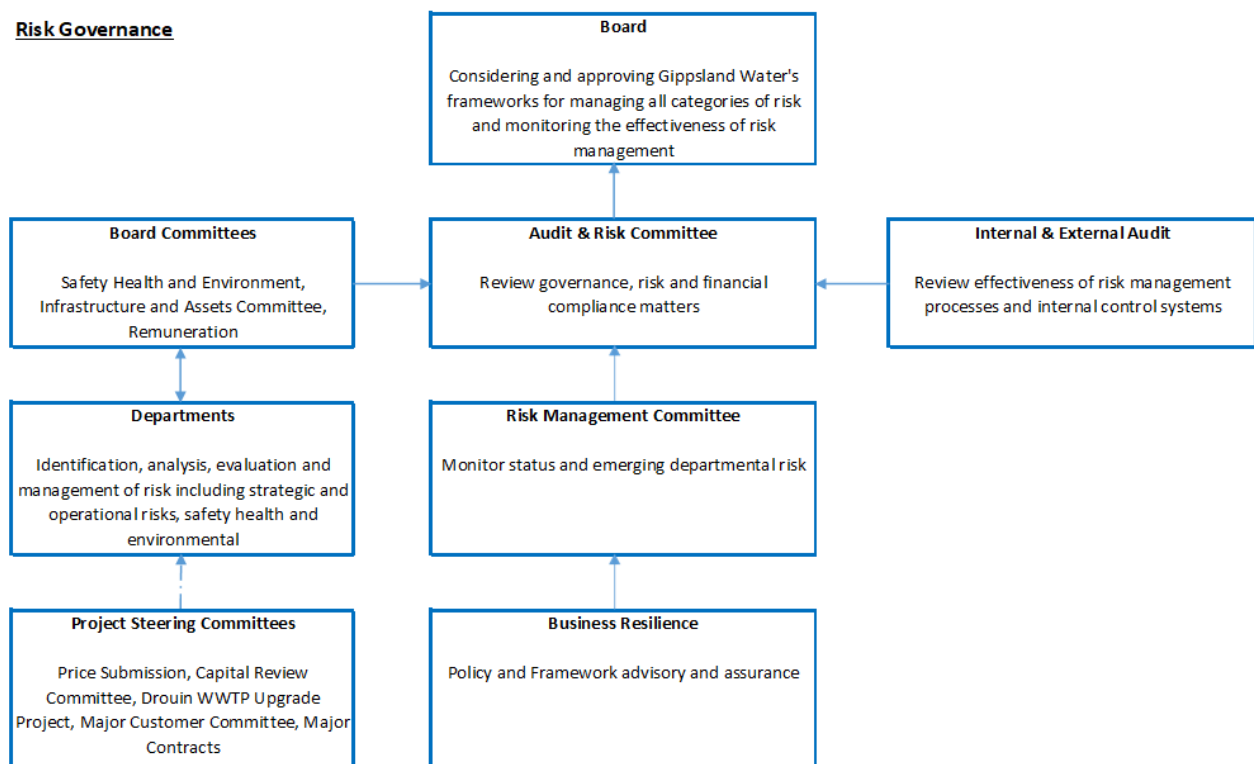 Risk Governance
Board
Considering and approving Gippsland Water's
frameworks for managing all categories of risk
and monitoring the effectiveness of risk
management
Board Committees
Safety Health and Environment,
Infrastructure and Assets Committee,
Remuneration
Audit & Risk Committee
Review governance, risk and financial
compliance matters
Internal & External Audit
Review effectiveness of risk management
processes and internal control systems
Departments
Identification, analysis, evaluation and
management of risk including strategic and
operational risks, safety health and
environmental
Risk Management Committee
Monitor status and emerging departmental risk
Project Steering Committees
Price Submission, Capital Review
Committee, Drouin WWTP Upgrade
Project, Major Customer Committee, Major
Contracts
Business Resilience
Policy and Framework advisory and assurance